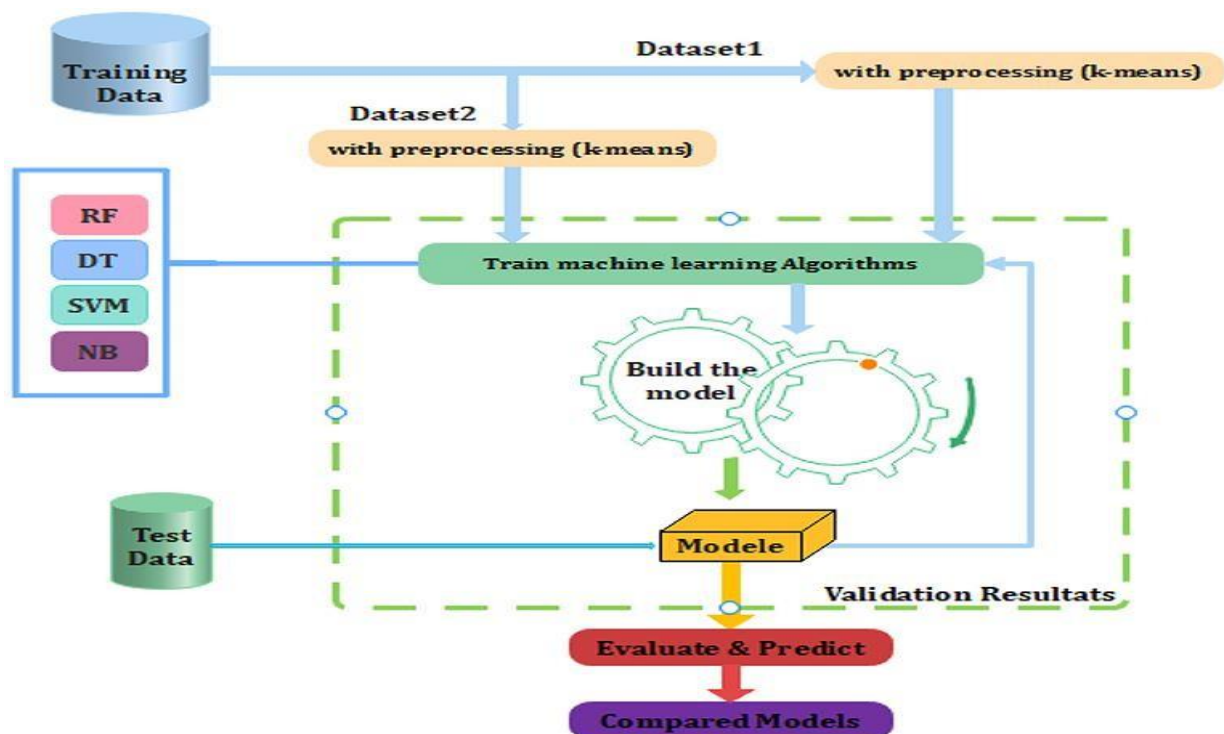 Dataset1
Training
Data
with preprocessing (k-means)
Dataset2
with preprocessing (k-means)
RF
DT
SVM
NB
Train machine learning Algorithms
Build the
model
Test
Data
Modele
Validation Resultats
Evaluate & Predict
Compared Models